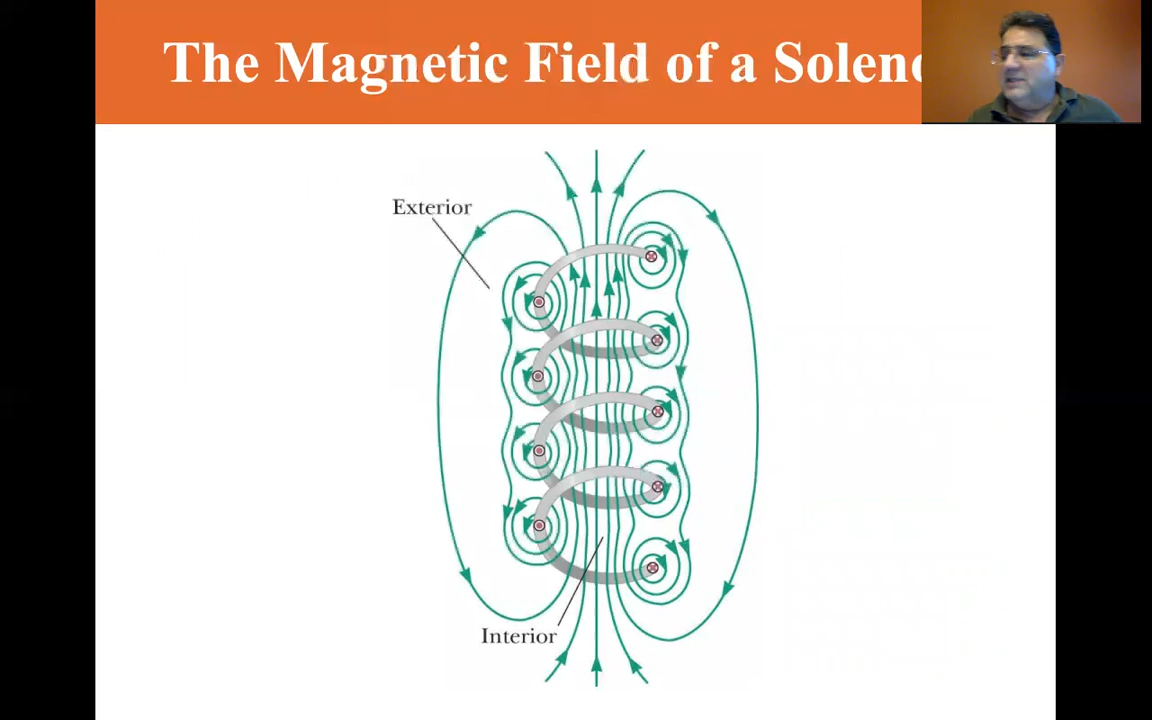 The Magnetic Field of a Solen
Exterior
Interior